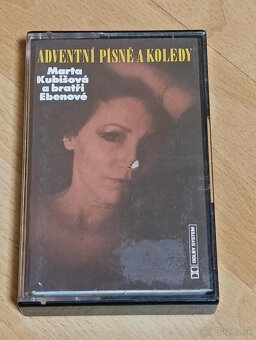 ADVENTNÍ PÍSNĚ A KOLEDY
Marta
Kubišová
a bratři
Ebenové
DOLBY SYSTEM